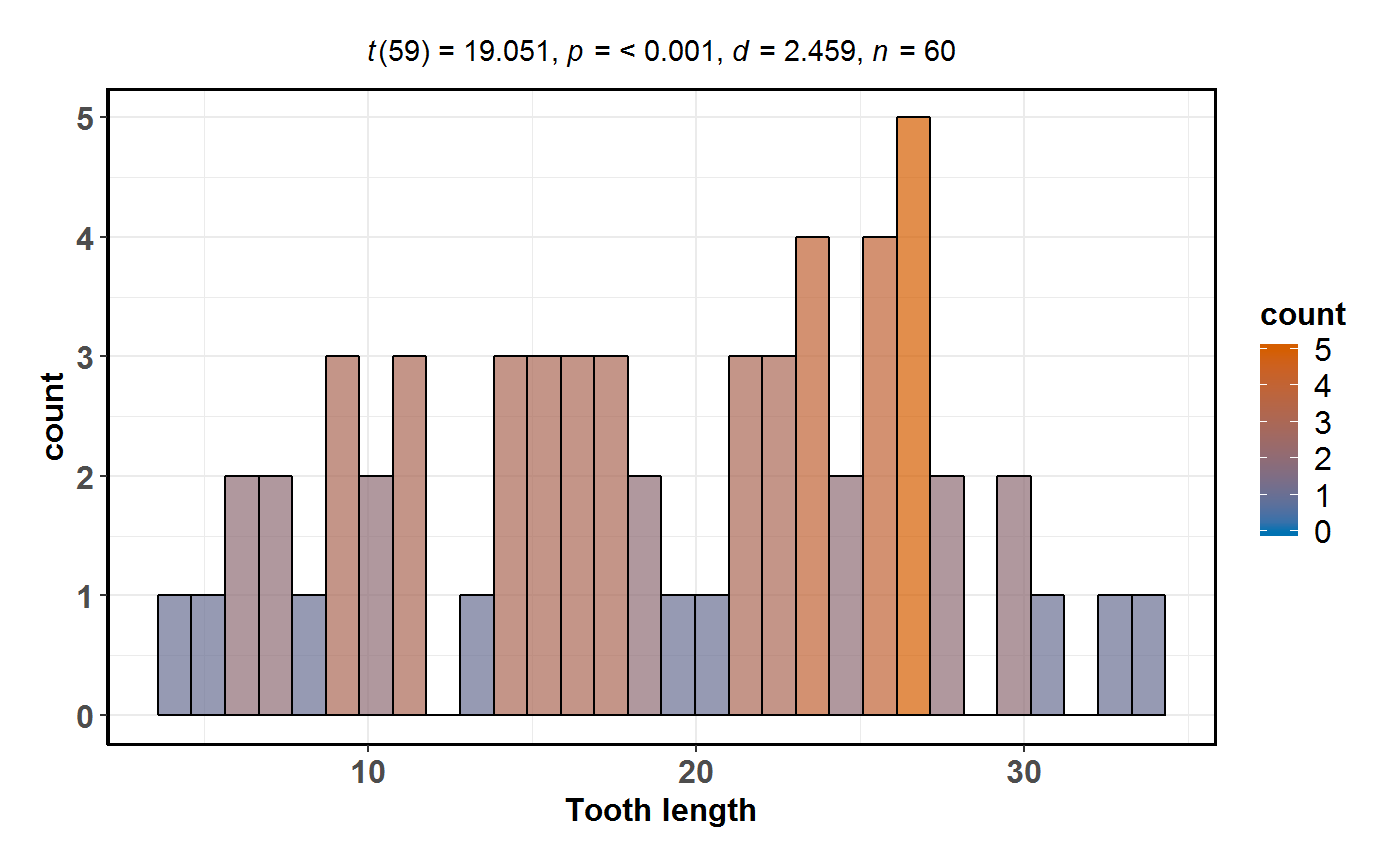 t(59) = 19.051, p = < 0.001, d = 2.459, n = 60
5
4
3
2
1
0
count
10 20 30
Tooth length
count
5
4
3
2
1
0